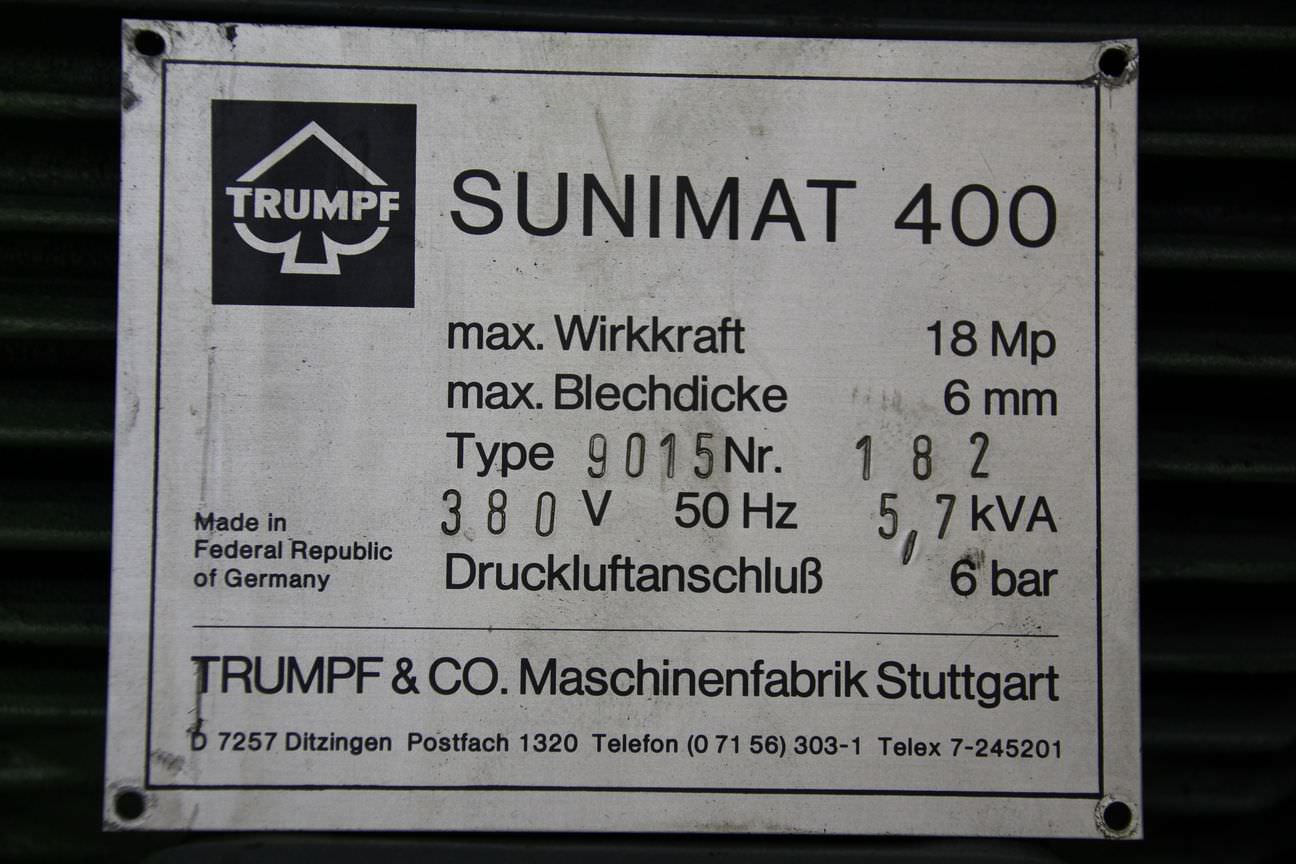 TRUMPF
SUNIMAT 400
max. Wirkkraft 18 Mp
max. Blechdicke 6 mm
Type 9015 Nr. 182
380 V 50 Hz 5,7 kVA
Druckluftanschluß 6 bar
Made in
Federal Republic
of Germany
TRUMPF & CO. Maschinenfabrik Stuttgart
D 7257 Ditzingen Postfach 1320 Telefon (0 71 56) 303-1 Telex 7-245201